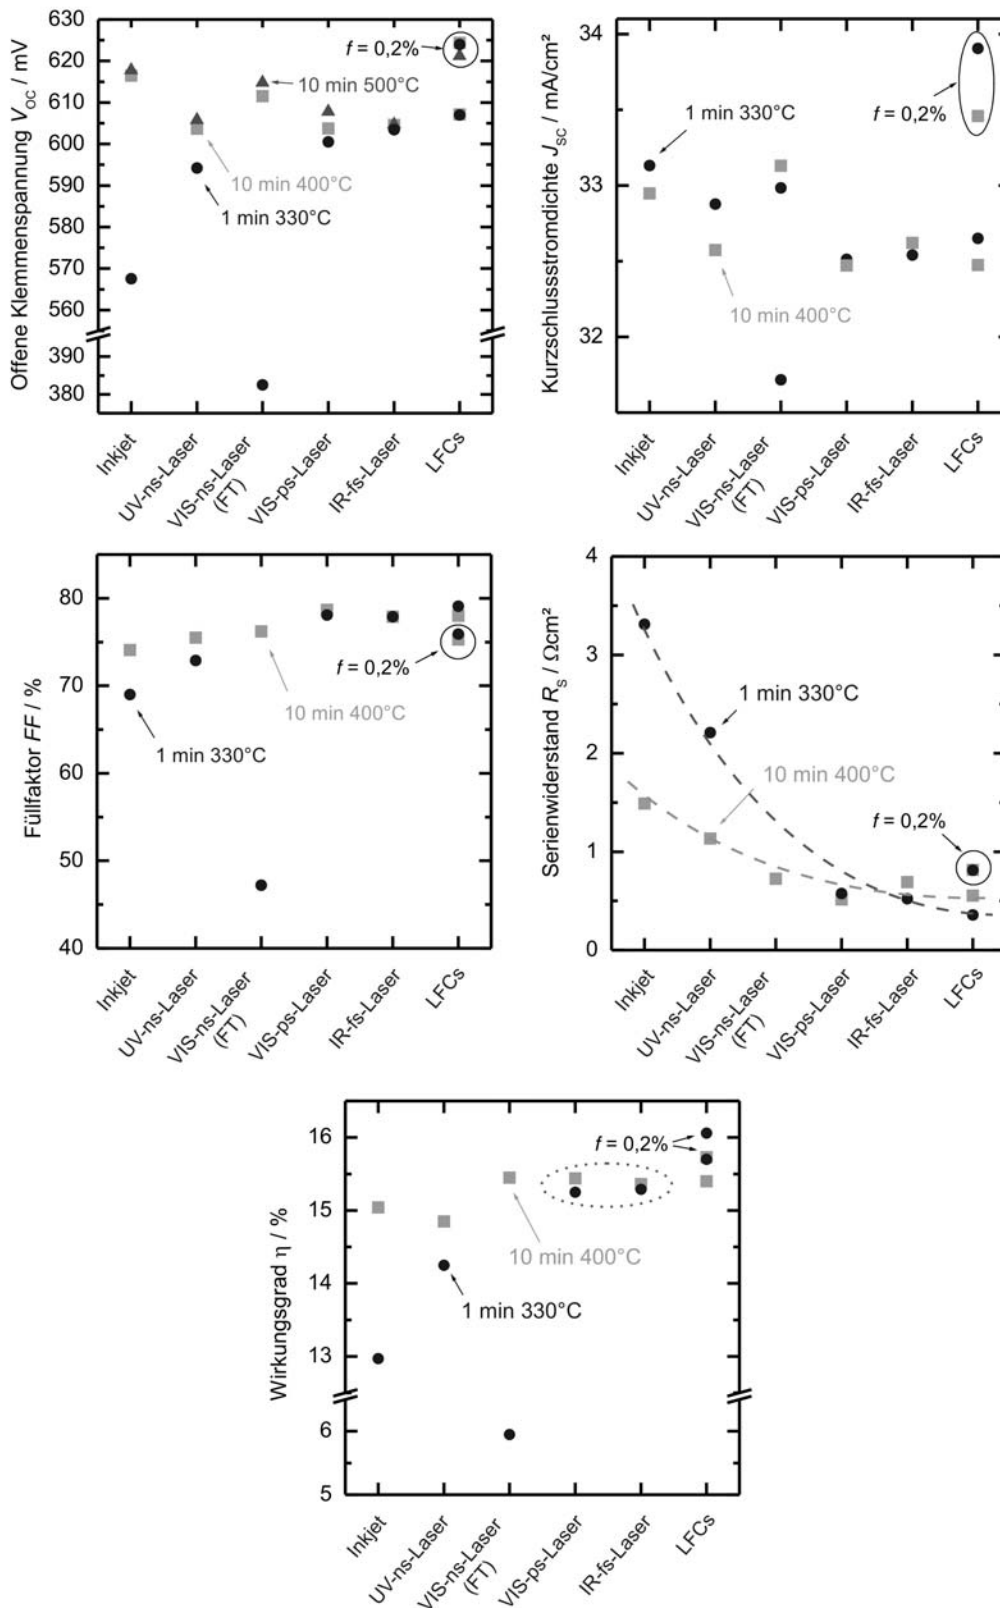 Offene Klemmenspannung Voc / mV
630
620
610
600
590
580
570
560
390
380
f = 0,2%
10 min 500°C
10 min 400°C
1 min 330°C
Inkjet
UV-ns-Laser
VIS-ns-Laser
(FT)
VIS-ps-Laser
IR-fs-Laser
LFCs
Kurzschlussstromdichte Jsc / mA/cm²
34
33
32
1 min 330°C
f = 0,2%
10 min 400°C
Inkjet
UV-ns-Laser
VIS-ns-Laser
(FT)
VIS-ps-Laser
IR-fs-Laser
LFCs
Füllfaktor FF / %
80
70
60
50
40
f = 0,2%
10 min 400°C
1 min 330°C
Inkjet
UV-ns-Laser
VIS-ns-Laser
(FT)
VIS-ps-Laser
IR-fs-Laser
LFCs
Serienwiderstand Rs / Ωcm²
4
3
2
1
0
1 min 330°C
10 min 400°C
f = 0,2%
Inkjet
UV-ns-Laser
VIS-ns-Laser
(FT)
VIS-ps-Laser
IR-fs-Laser
LFCs
Wirkungsgrad η / %
16
15
14
13
6
5
f = 0,2%
10 min 400°C
1 min 330°C
Inkjet
UV-ns-Laser
VIS-ns-Laser
(FT)
VIS-ps-Laser
IR-fs-Laser
LFCs